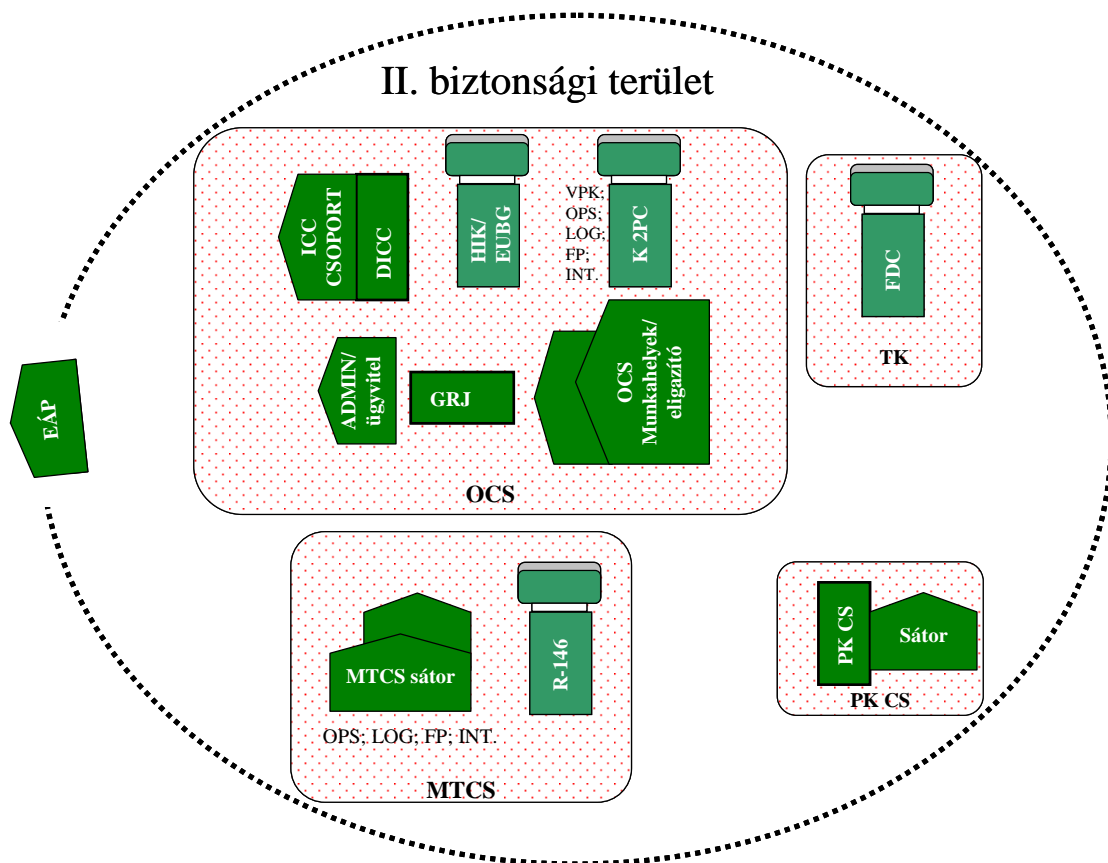 II. biztonsági terület
ICC
CSOPORT
DICC
HIK/
EUBG
VPK;
OPS;
LOG;
FP;
INT.
K 2PC
FDC
TK
EÁP
ADMIN/
ügyvitel
GRJ
OCS
Munkahelyek/
eligazító
OCS
MTCS sátor
R-146
OPS; LOG; FP; INT.
MTCS
PK CS
Sátor
PK CS